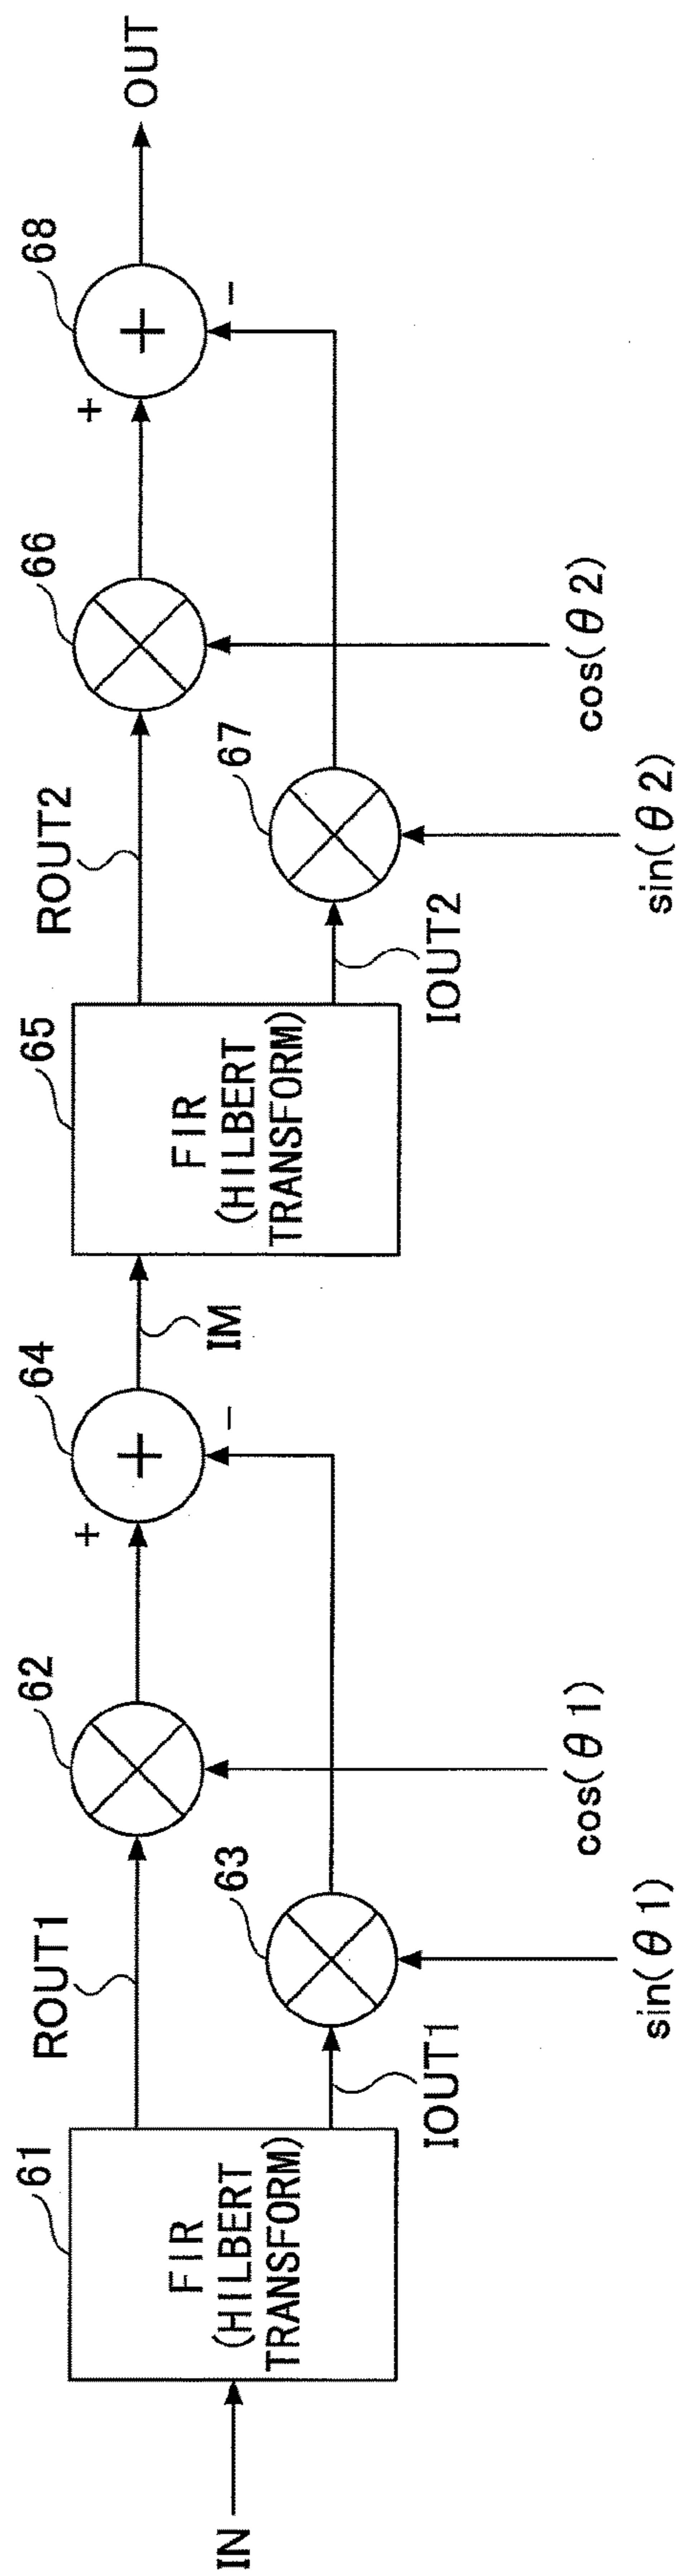 IN
61
FIR
(HILBERT
TRANSFORM)
ROUT1
IOUT1
62
63
cos(θ1)
sin(θ1)
+
64
+
−
IM
65
FIR
(HILBERT
TRANSFORM)
ROUT2
IOUT2
66
67
cos(θ2)
sin(θ2)
+
68
+
−
OUT